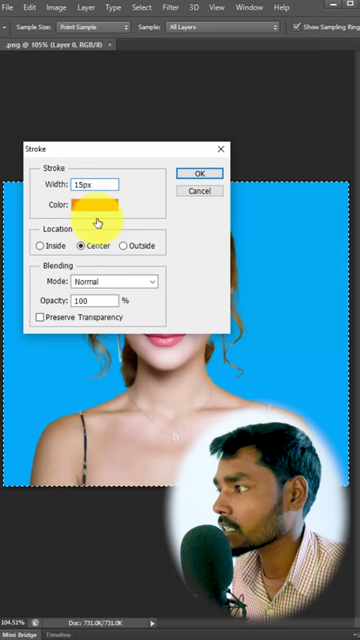 File Edit Image Layer Type Select Filter 3D View Window Help
Sample Size: Point Sample Sample: All Layers Show Sampling Ring
.png @ 105% (Layer 0, RGB/8) ×
Stroke
Stroke
Width: 15px
OK
Color:
Cancel
Location
Inside Center Outside
Blending
Mode: Normal
Opacity: 100 %
Preserve Transparency
104.51% Doc: 731.0K/731.0K
Mini Bridge Timeline